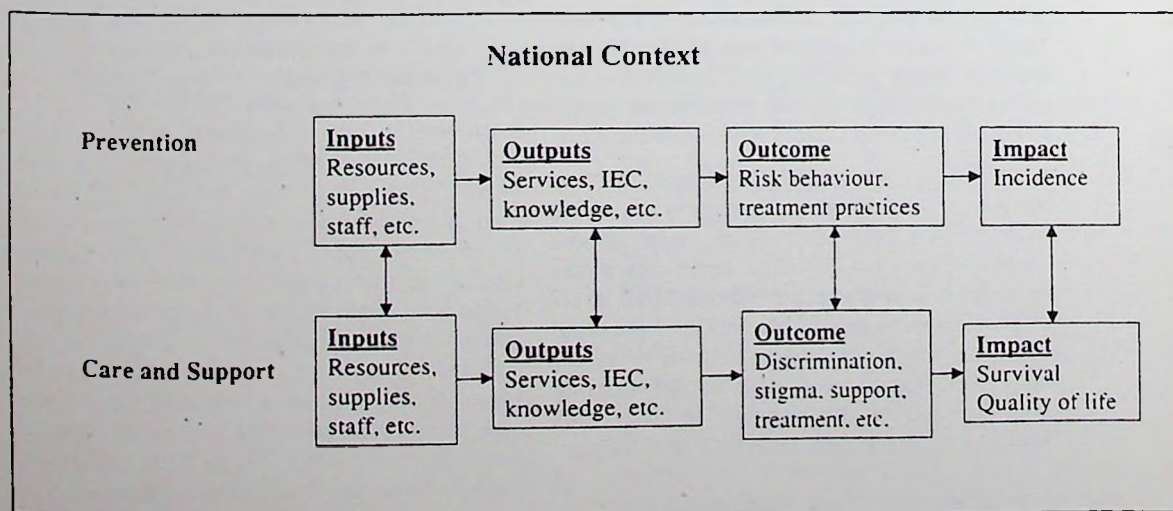 National Context
Prevention
Inputs
Resources,
supplies,
staff, etc.
Outputs
Services, IEC,
knowledge, etc.
Outcome
Risk behaviour,
treatment practices
Impact
Incidence
Care and Support
Inputs
Resources,
supplies,
staff, etc.
Outputs
Services, IEC,
knowledge, etc.
Outcome
Discrimination,
stigma, support,
treatment, etc.
Impact
Survival
Quality of life